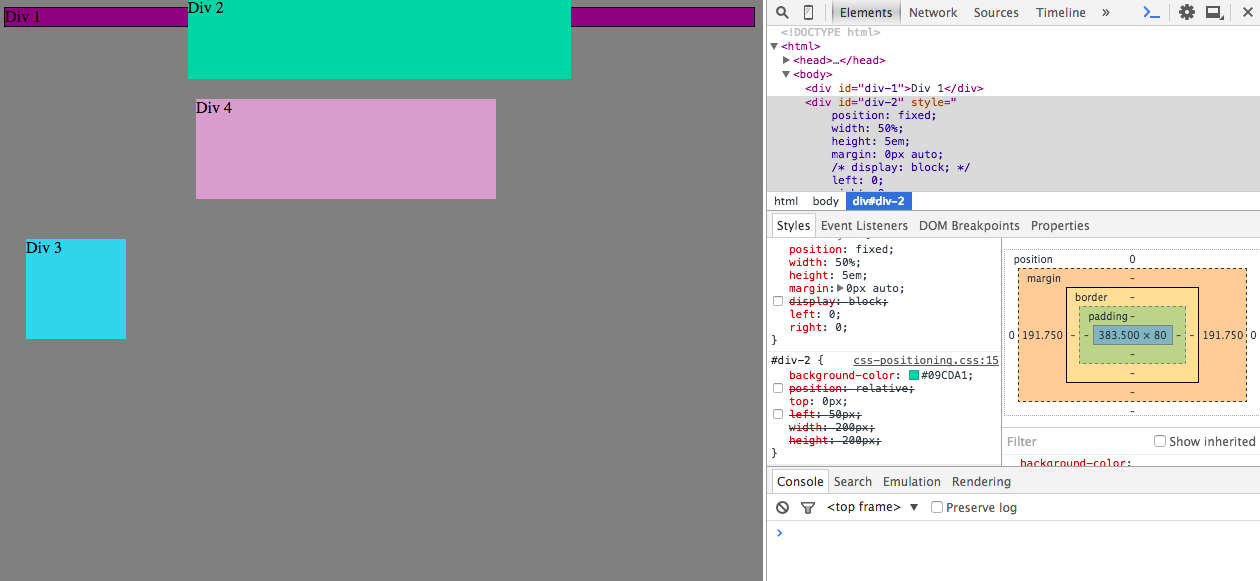 Div 1
Div 2
Div 4
Div 3
Elements Network Sources Timeline »
<!DOCTYPE html>
▼<html>
▶<head>…</head>
▼<body>
<div id="div-1">Div 1</div>
<div id="div-2" style="
position: fixed;
width: 50%;
height: 5em;
margin: 0px auto;
/* display: block; */
left: 0;
html body div#div-2
Styles Event Listeners DOM Breakpoints Properties
position: fixed;
width: 50%;
height: 5em;
margin:▶0px auto;
display: block;
left: 0;
right: 0;
}
#div-2 { css-positioning.css:15
background-color: #09CDA1;
position: relative;
top: 0px;
left: 50px;
width: 200px;
height: 200px;
}
position 0
margin -
border -
padding -
0 191.750 - - 383.500 × 80 - - 191.750 0
-
-
-
-
Filter Show inherited
background-color:
Console Search Emulation Rendering
<top frame> ▼ Preserve log
>